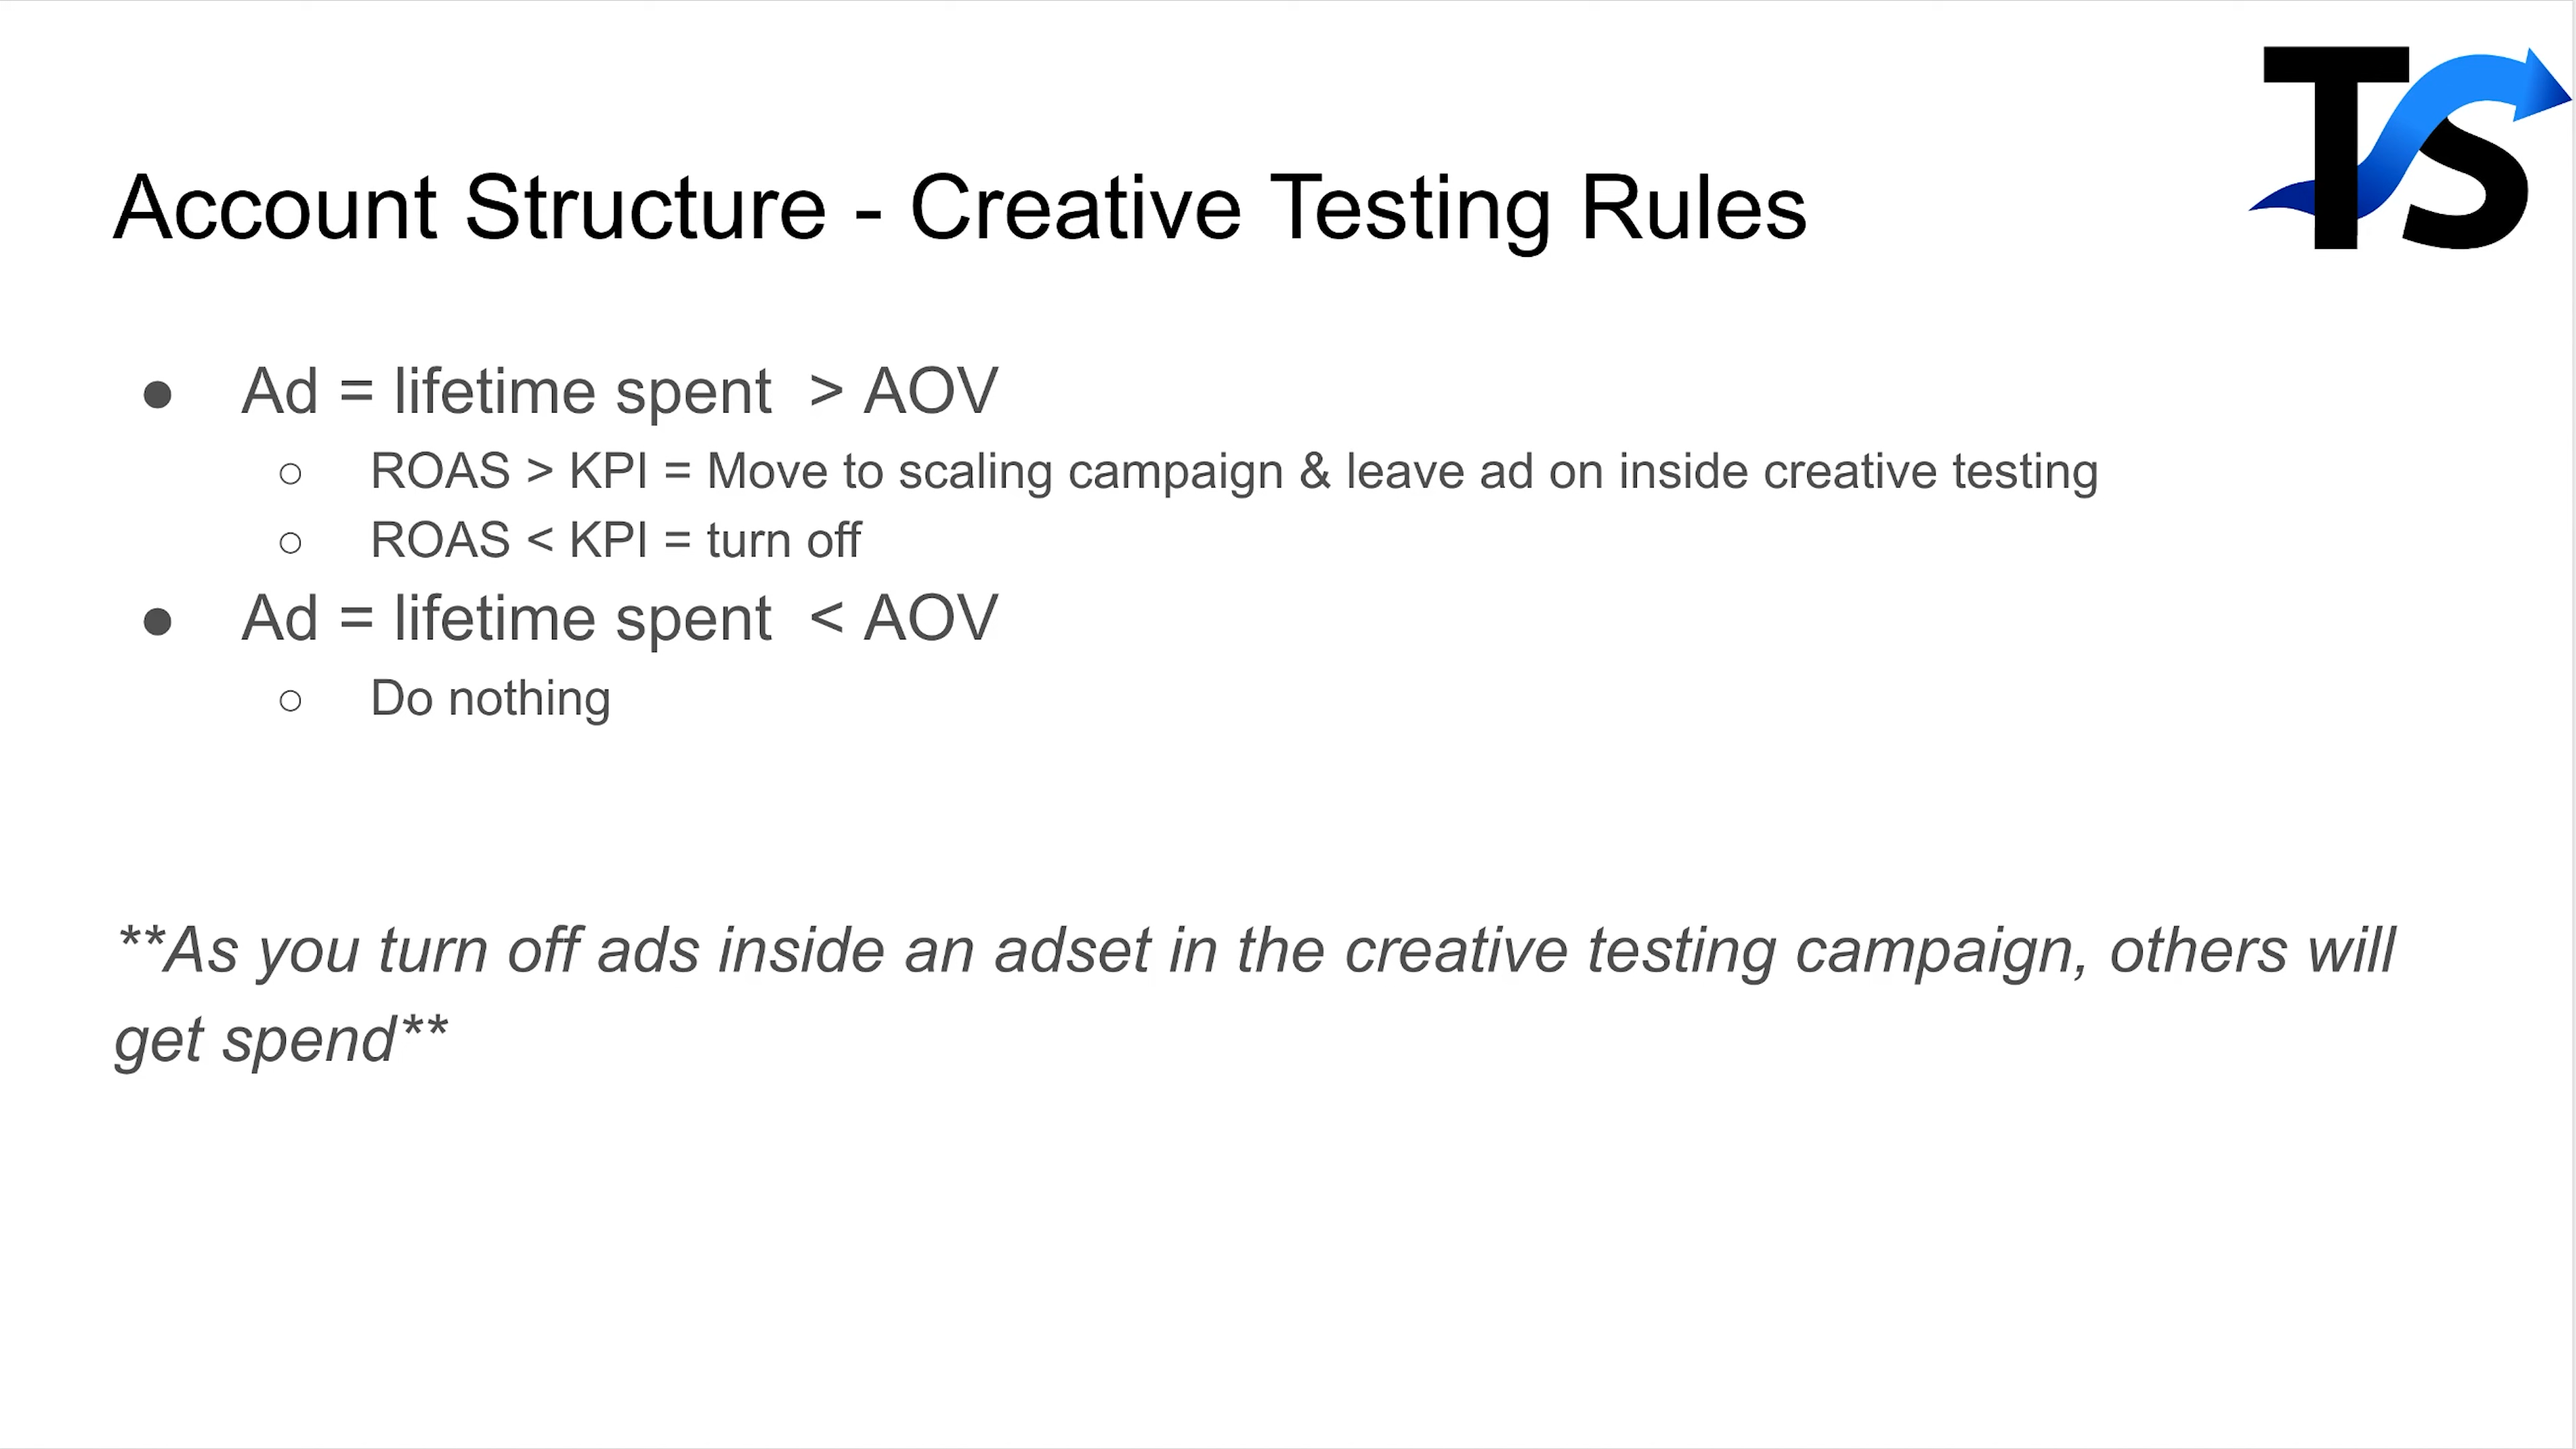 TS
Account Structure - Creative Testing Rules
● Ad = lifetime spent  > AOV
○ ROAS > KPI = Move to scaling campaign & leave ad on inside creative testing
○ ROAS < KPI = turn off
● Ad = lifetime spent  < AOV
○ Do nothing
**As you turn off ads inside an adset in the creative testing campaign, others will
get spend**